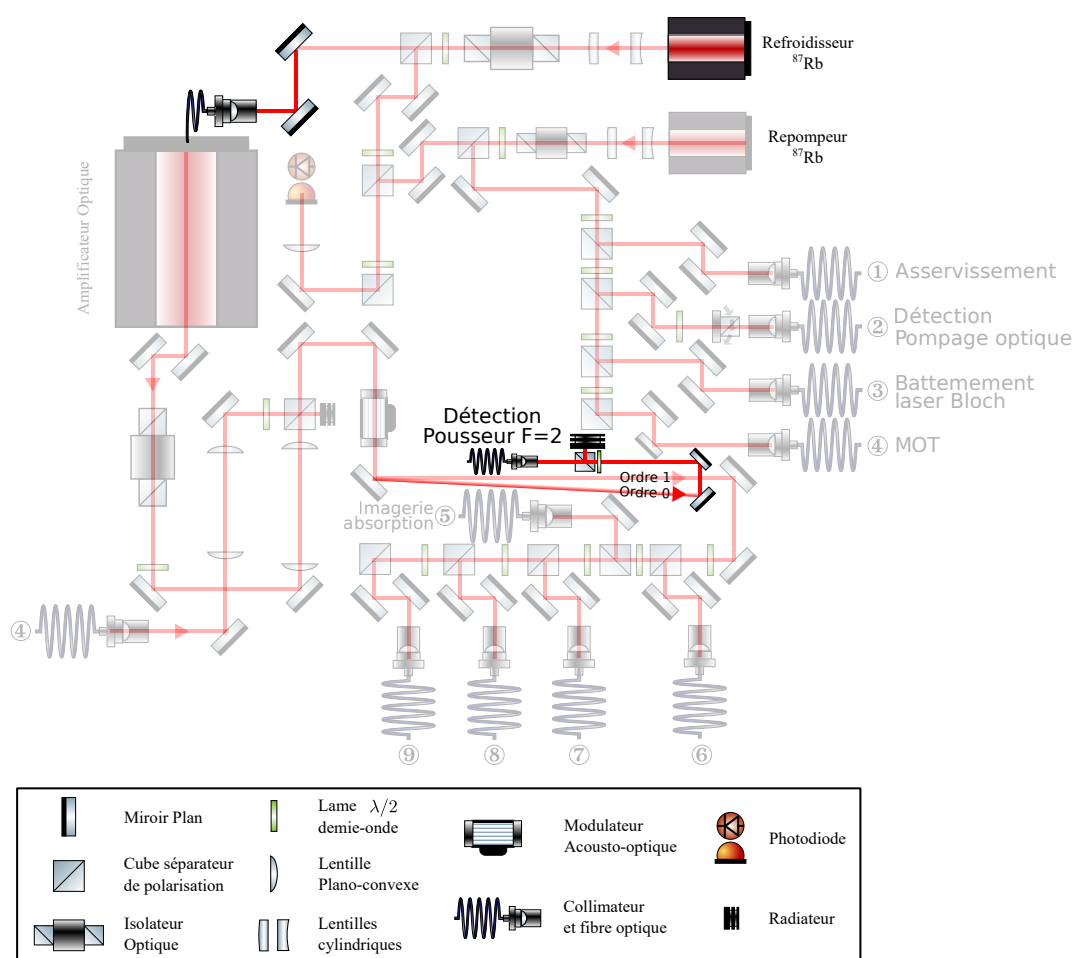 Refroidisseur
87Rb
Repompeur
87Rb
Amplificateur Optique
① Asservissement
② Détection
Pompage optique
③ Battemement
laser Bloch
④ MOT
Détection
Pousseur F=2
Ordre 1
Ordre 0
Imagerie
absorption ⑤
④
⑨
⑧
⑦
⑥
Miroir Plan
Lame λ/2
demie-onde
Modulateur
Acousto-optique
Photodiode
Cube séparateur
de polarisation
Lentille
Plano-convexe
Isolateur
Optique
Lentilles
cylindriques
Collimateur
et fibre optique
Radiateur